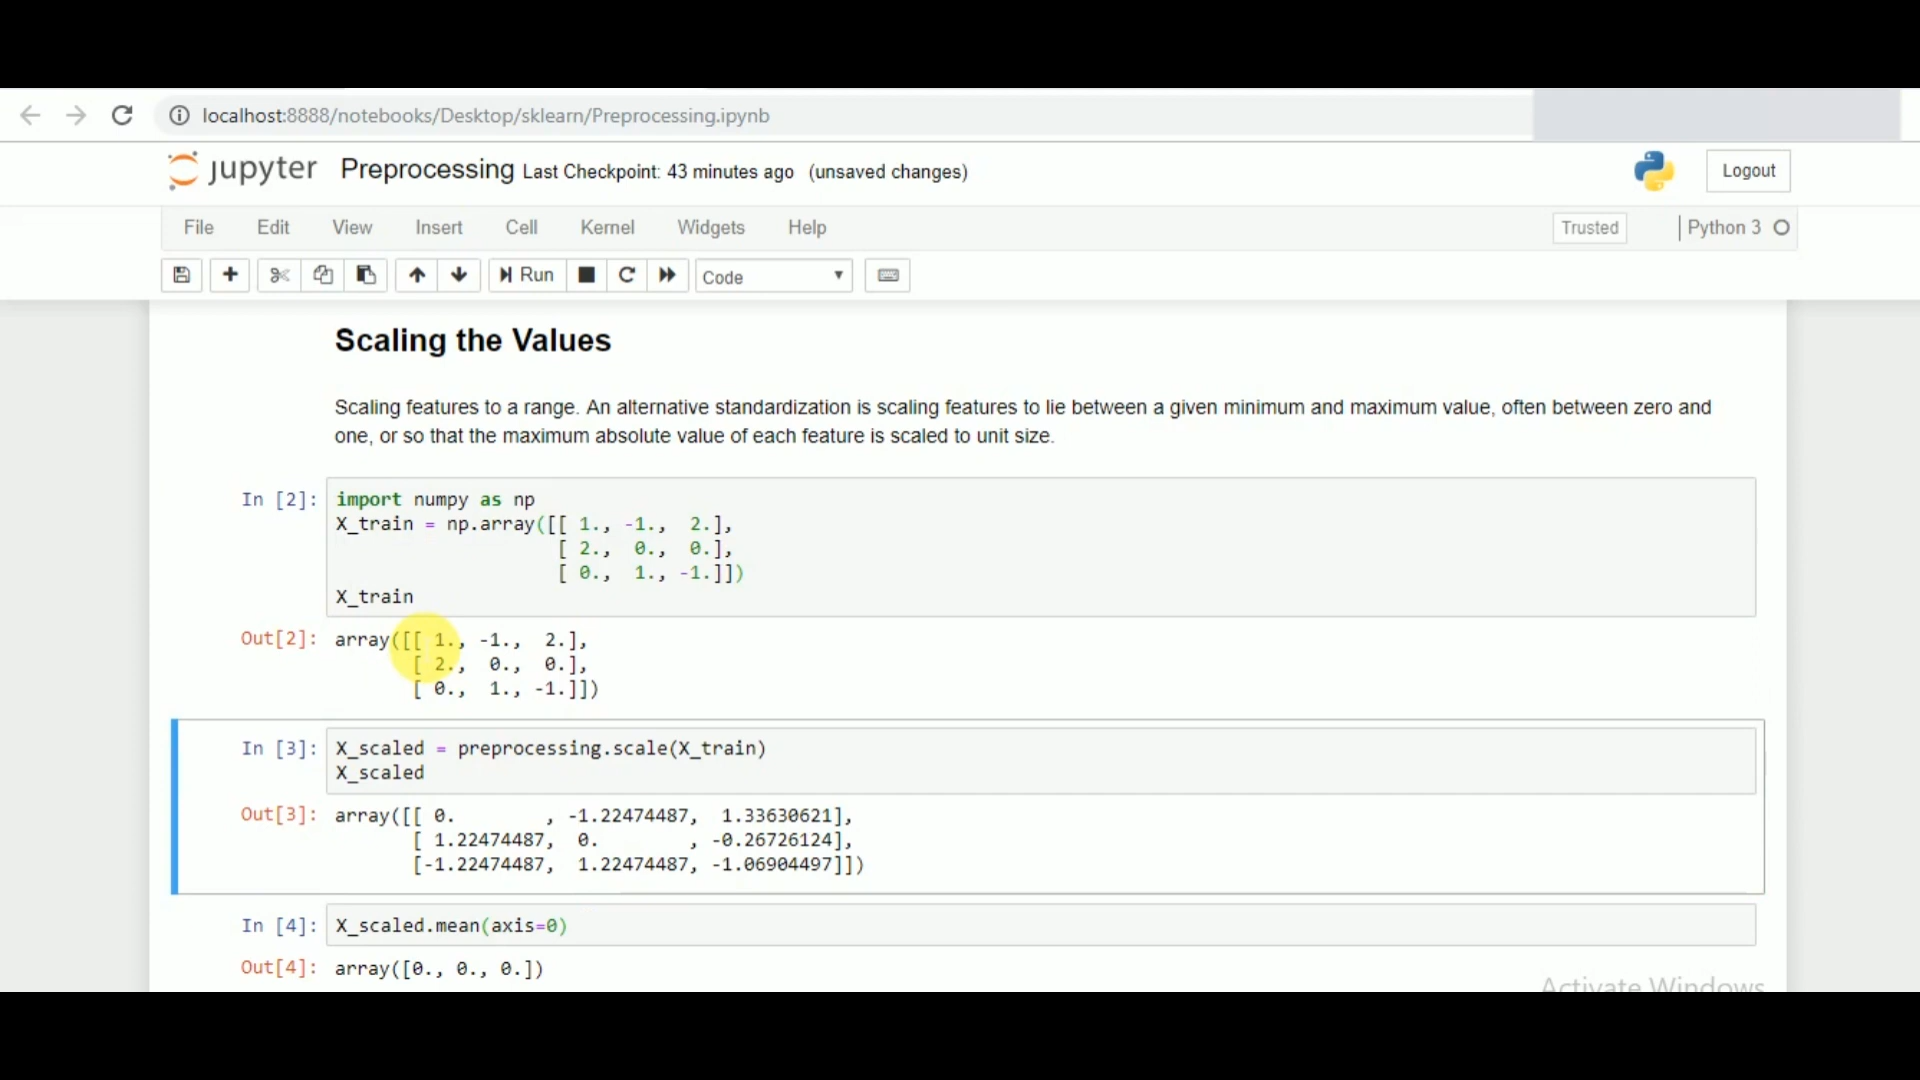 localhost:8888/notebooks/Desktop/sklearn/Preprocessing.ipynb
jupyter Preprocessing Last Checkpoint: 43 minutes ago (unsaved changes) Logout
File Edit View Insert Cell Kernel Widgets Help Trusted Python 3
Run Code
Scaling the Values
Scaling features to a range. An alternative standardization is scaling features to lie between a given minimum and maximum value, often between zero and
one, or so that the maximum absolute value of each feature is scaled to unit size.
In [2]: import numpy as np
X_train = np.array([[ 1., -1., 2.],
[ 2., 0., 0.],
[ 0., 1., -1.]])
X_train
Out[2]: array([[ 1., -1., 2.],
[ 2., 0., 0.],
[ 0., 1., -1.]])
In [3]: X_scaled = preprocessing.scale(X_train)
X_scaled
Out[3]: array([[ 0. , -1.22474487, 1.33630621],
[ 1.22474487, 0. , -0.26726124],
[-1.22474487, 1.22474487, -1.06904497]])
In [4]: X_scaled.mean(axis=0)
Out[4]: array([0., 0., 0.])
Activate Windows